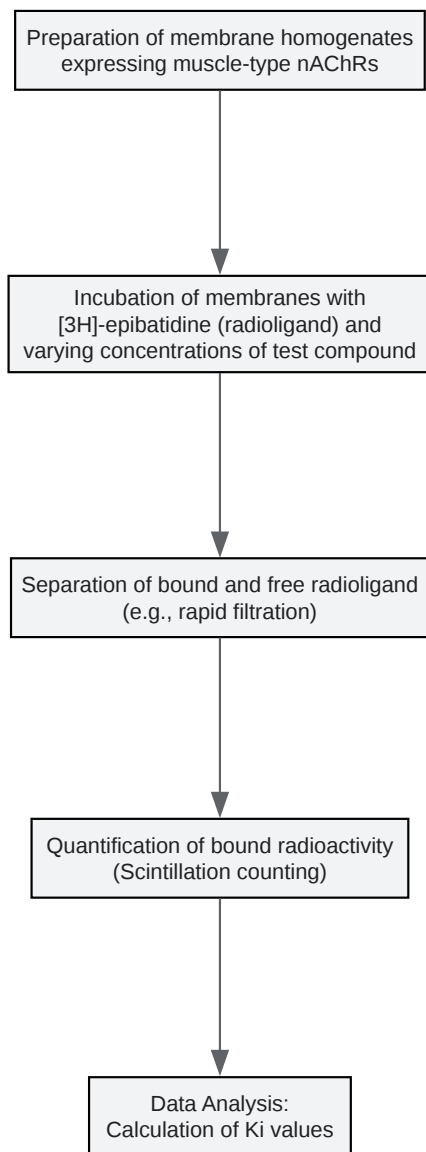 Preparation of membrane homogenates
expressing muscle-type nAChRs
Incubation of membranes with
[3H]-epibatidine (radioligand) and
varying concentrations of test compound
Separation of bound and free radioligand
(e.g., rapid filtration)
Quantification of bound radioactivity
(Scintillation counting)
Data Analysis:
Calculation of Ki values